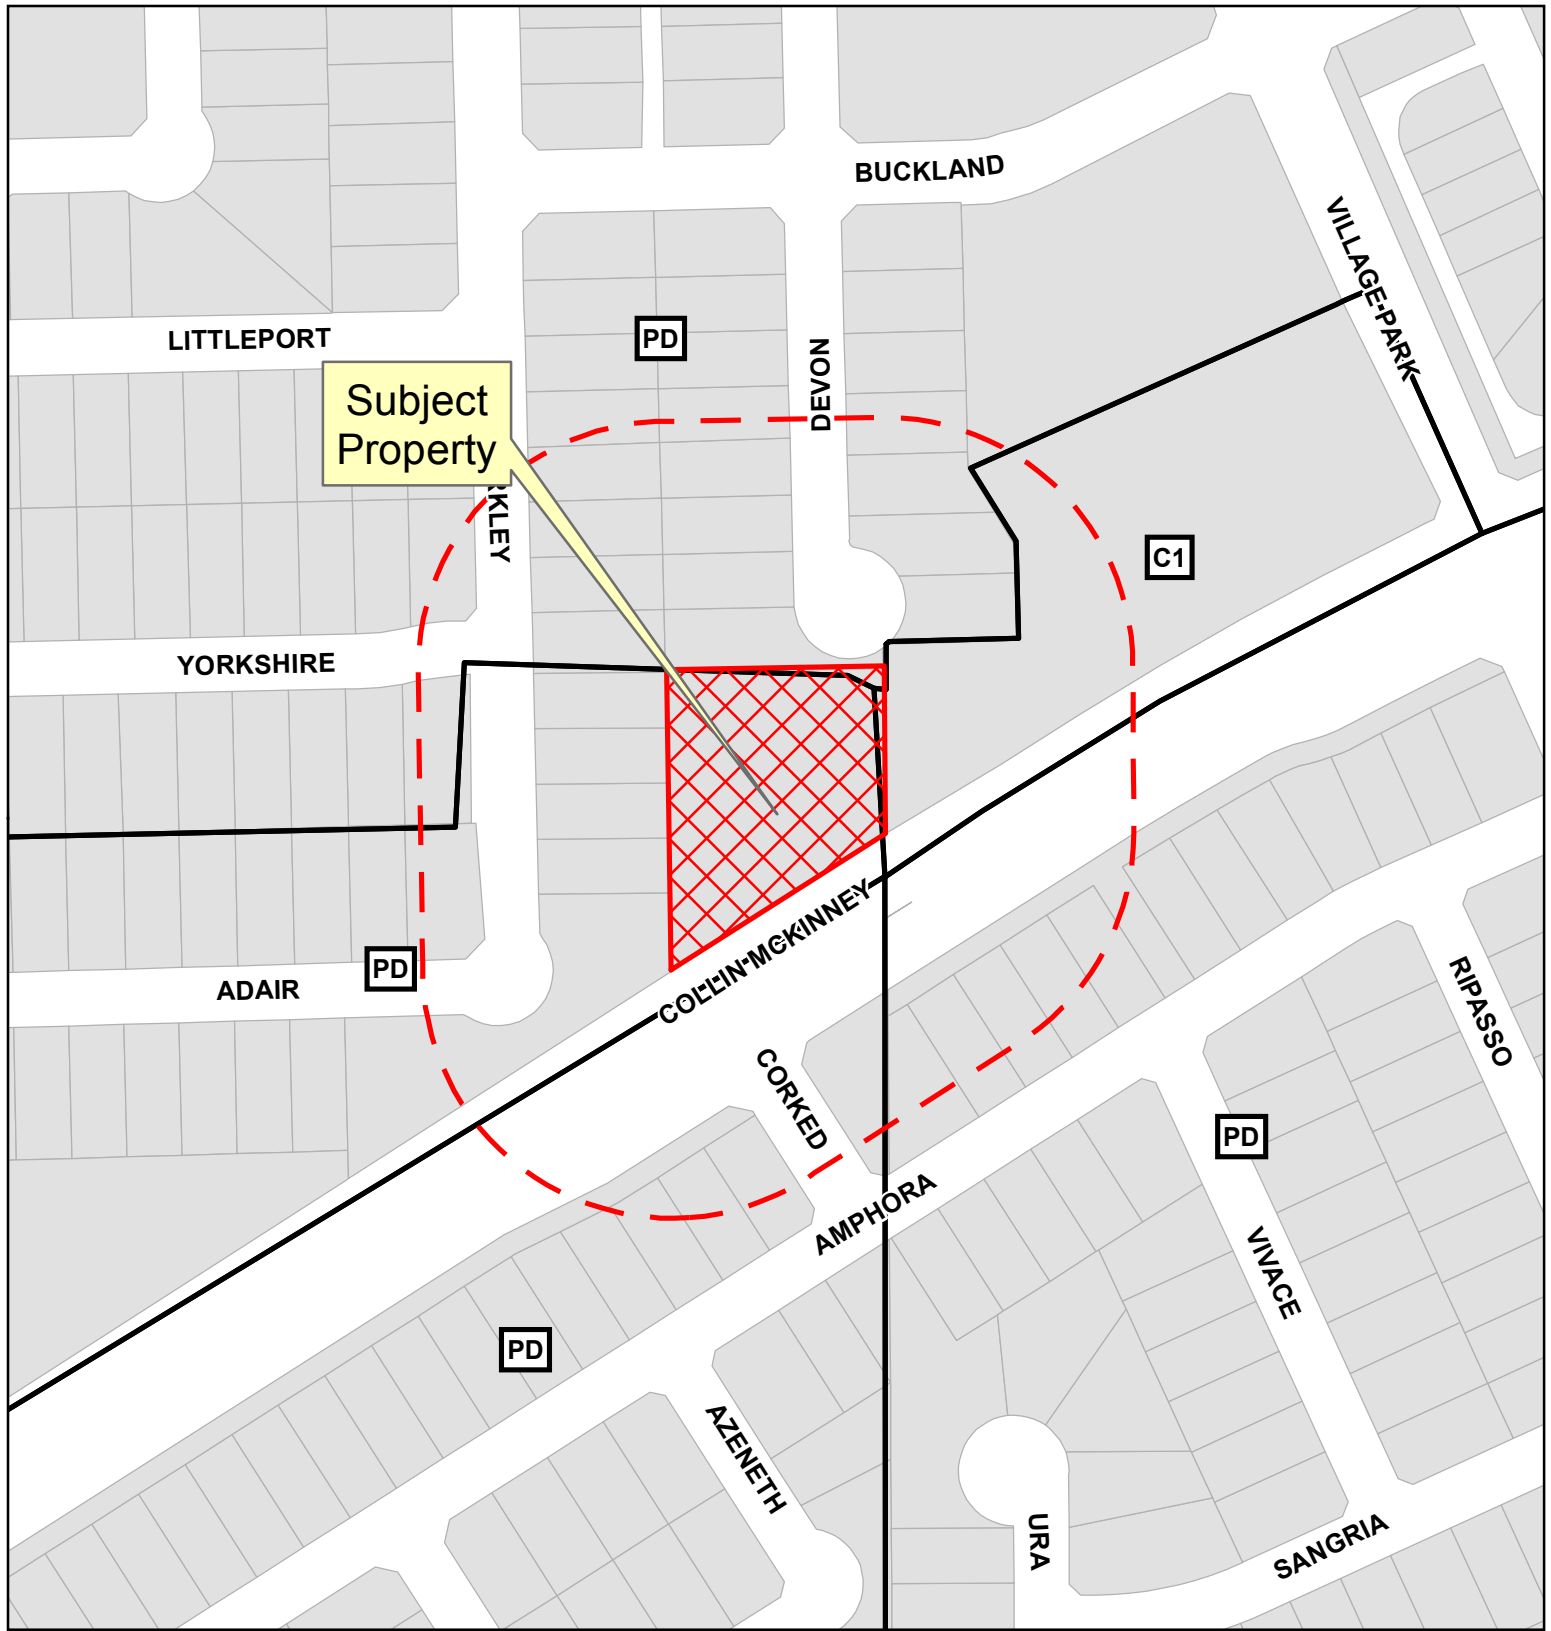 BUCKLAND
VILLAGE PARK
LITTLEPORT
PD
DEVON
Subject
Property
RKLEY
C1
YORKSHIRE
PD
ADAIR
COLLIN MCKINNEY
RIPASSO
CORKED
PD
AMPHORA
VIVACE
PD
AZENETH
URA
SANGRIA